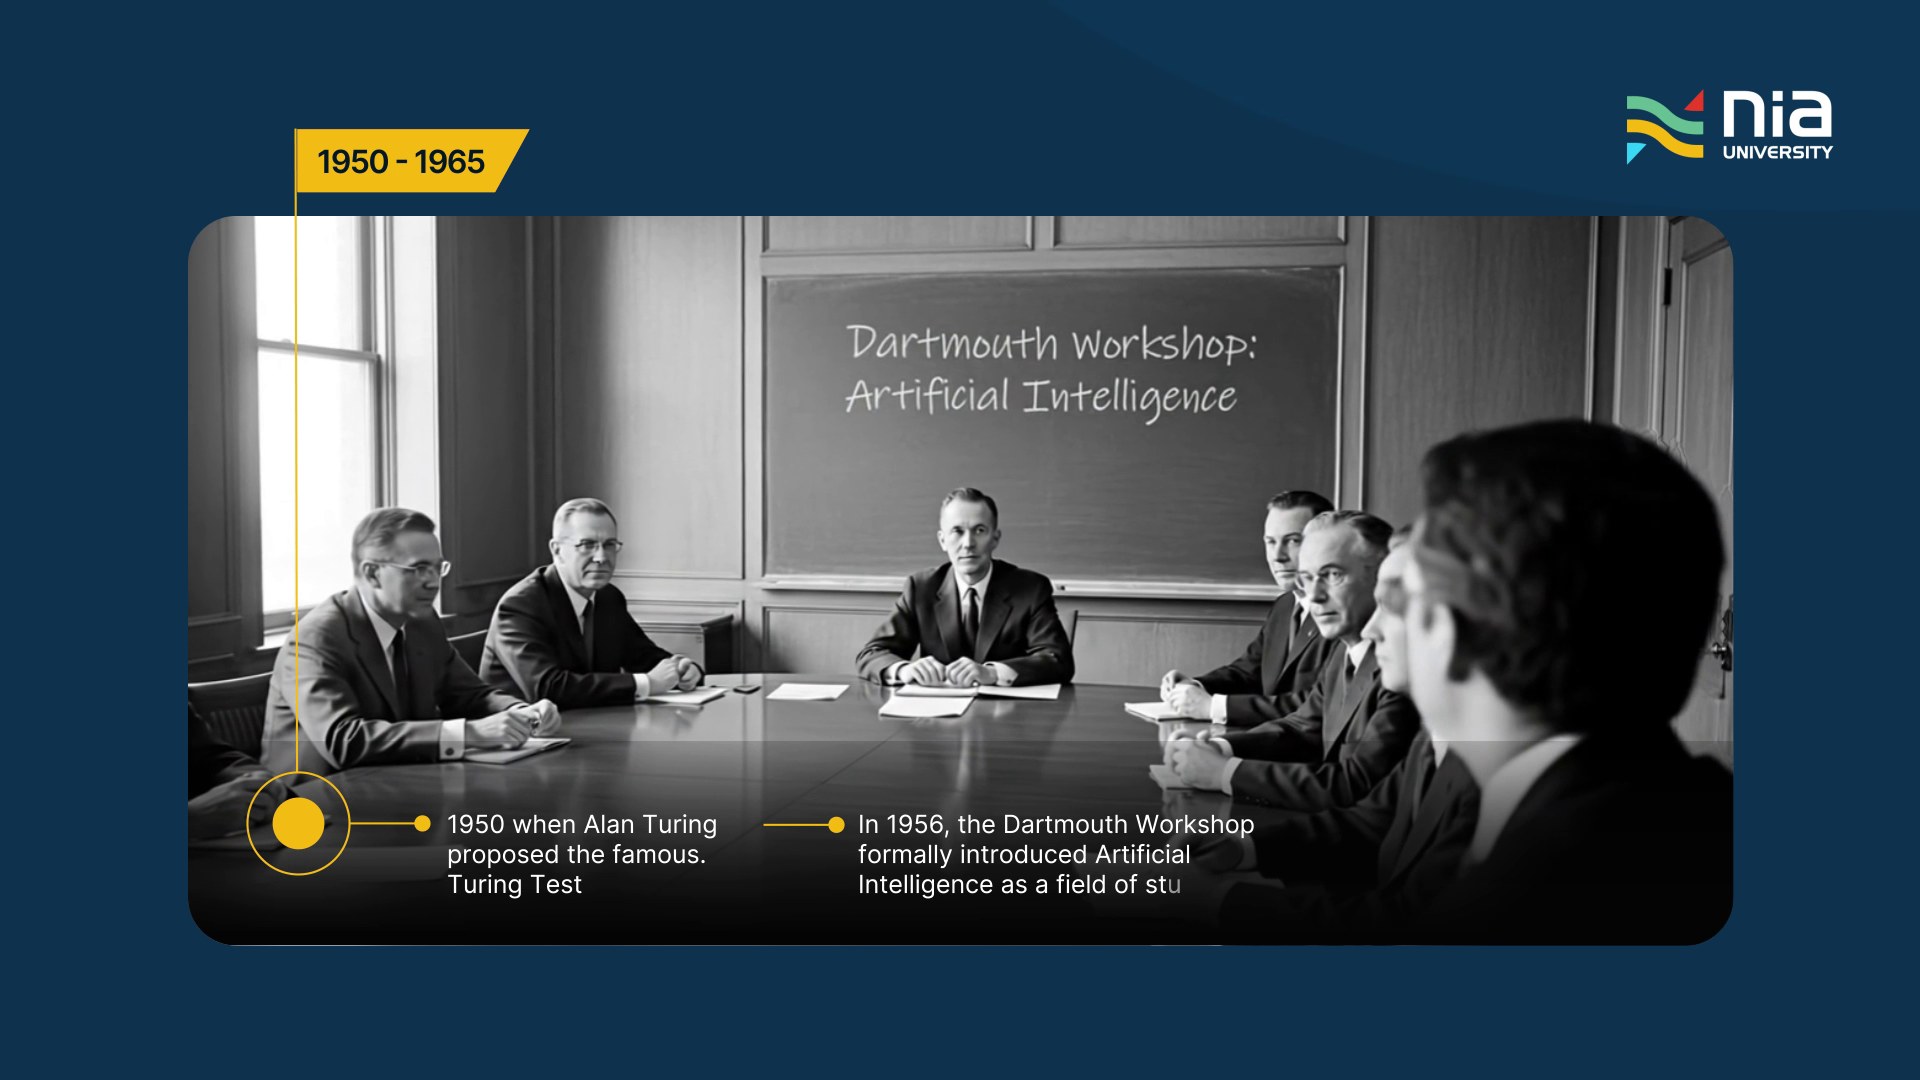 nia
UNIVERSITY
1950 - 1965
Dartmouth Workshop:
Artificial Intelligence
1950 when Alan Turing
proposed the famous.
Turing Test
In 1956, the Dartmouth Workshop
formally introduced Artificial
Intelligence as a field of stu